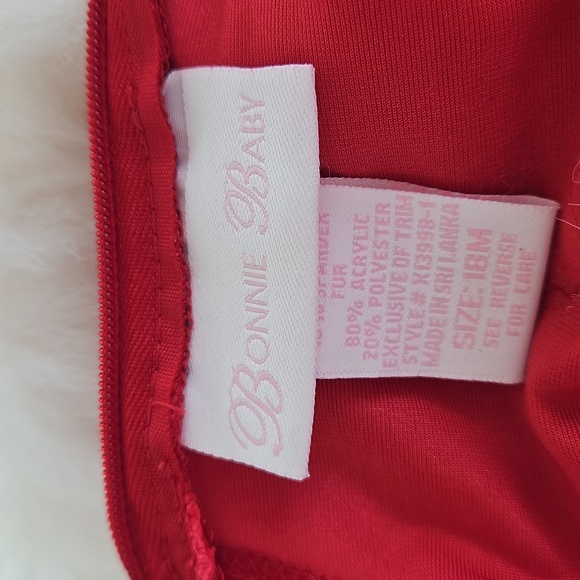 BONNIE BABY
SPANDEX
FUR
80% ACRYLIC
20% POLYESTER
EXCLUSIVE OF TRIM
STYLE# X13998-1
MADE IN SRI LANKA
SIZE: 18M
SEE REVERSE
FOR CARE